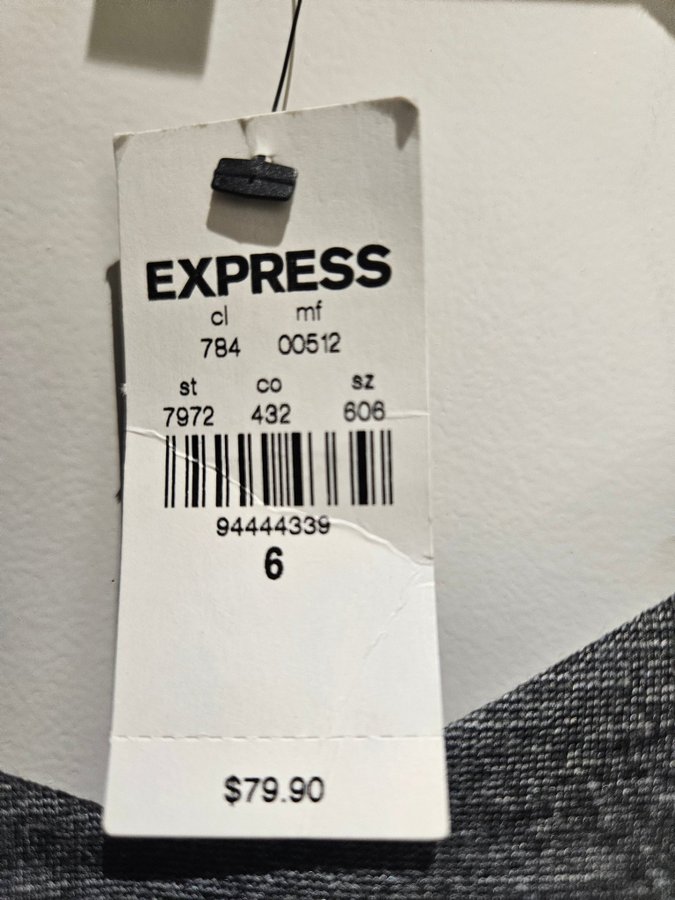 EXPRESS
cl mf
784 00512
st co sz
7972 432 606
94444339
6
$79.90